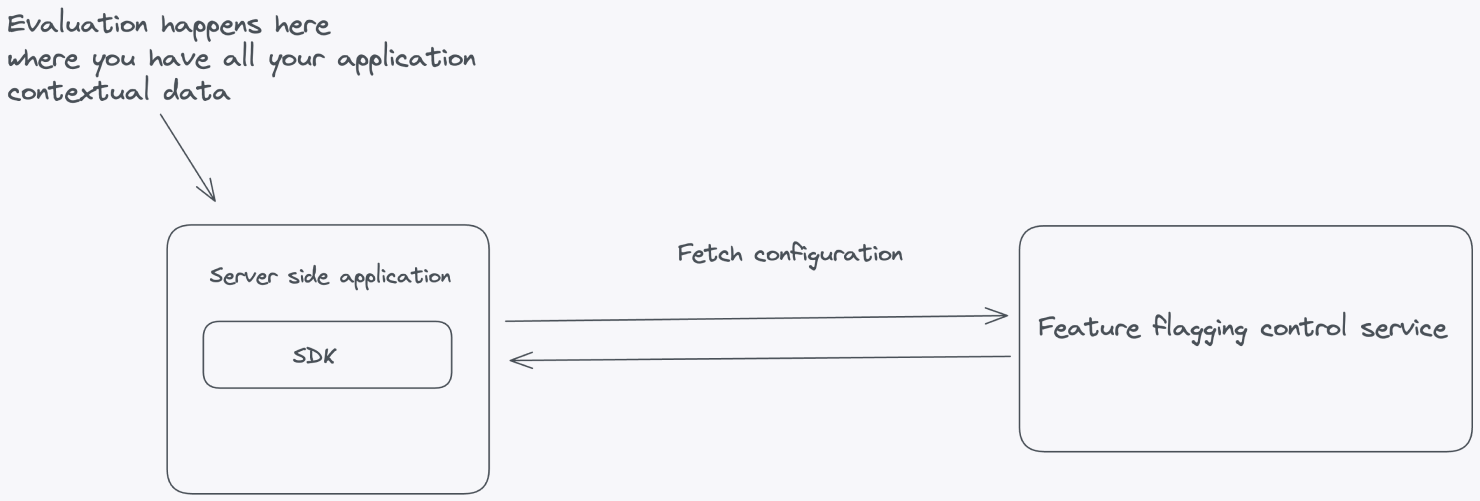 Evaluation happens here
where you have all your application
contextual data
Server side application
SDK
Fetch configuration
Feature flagging control service